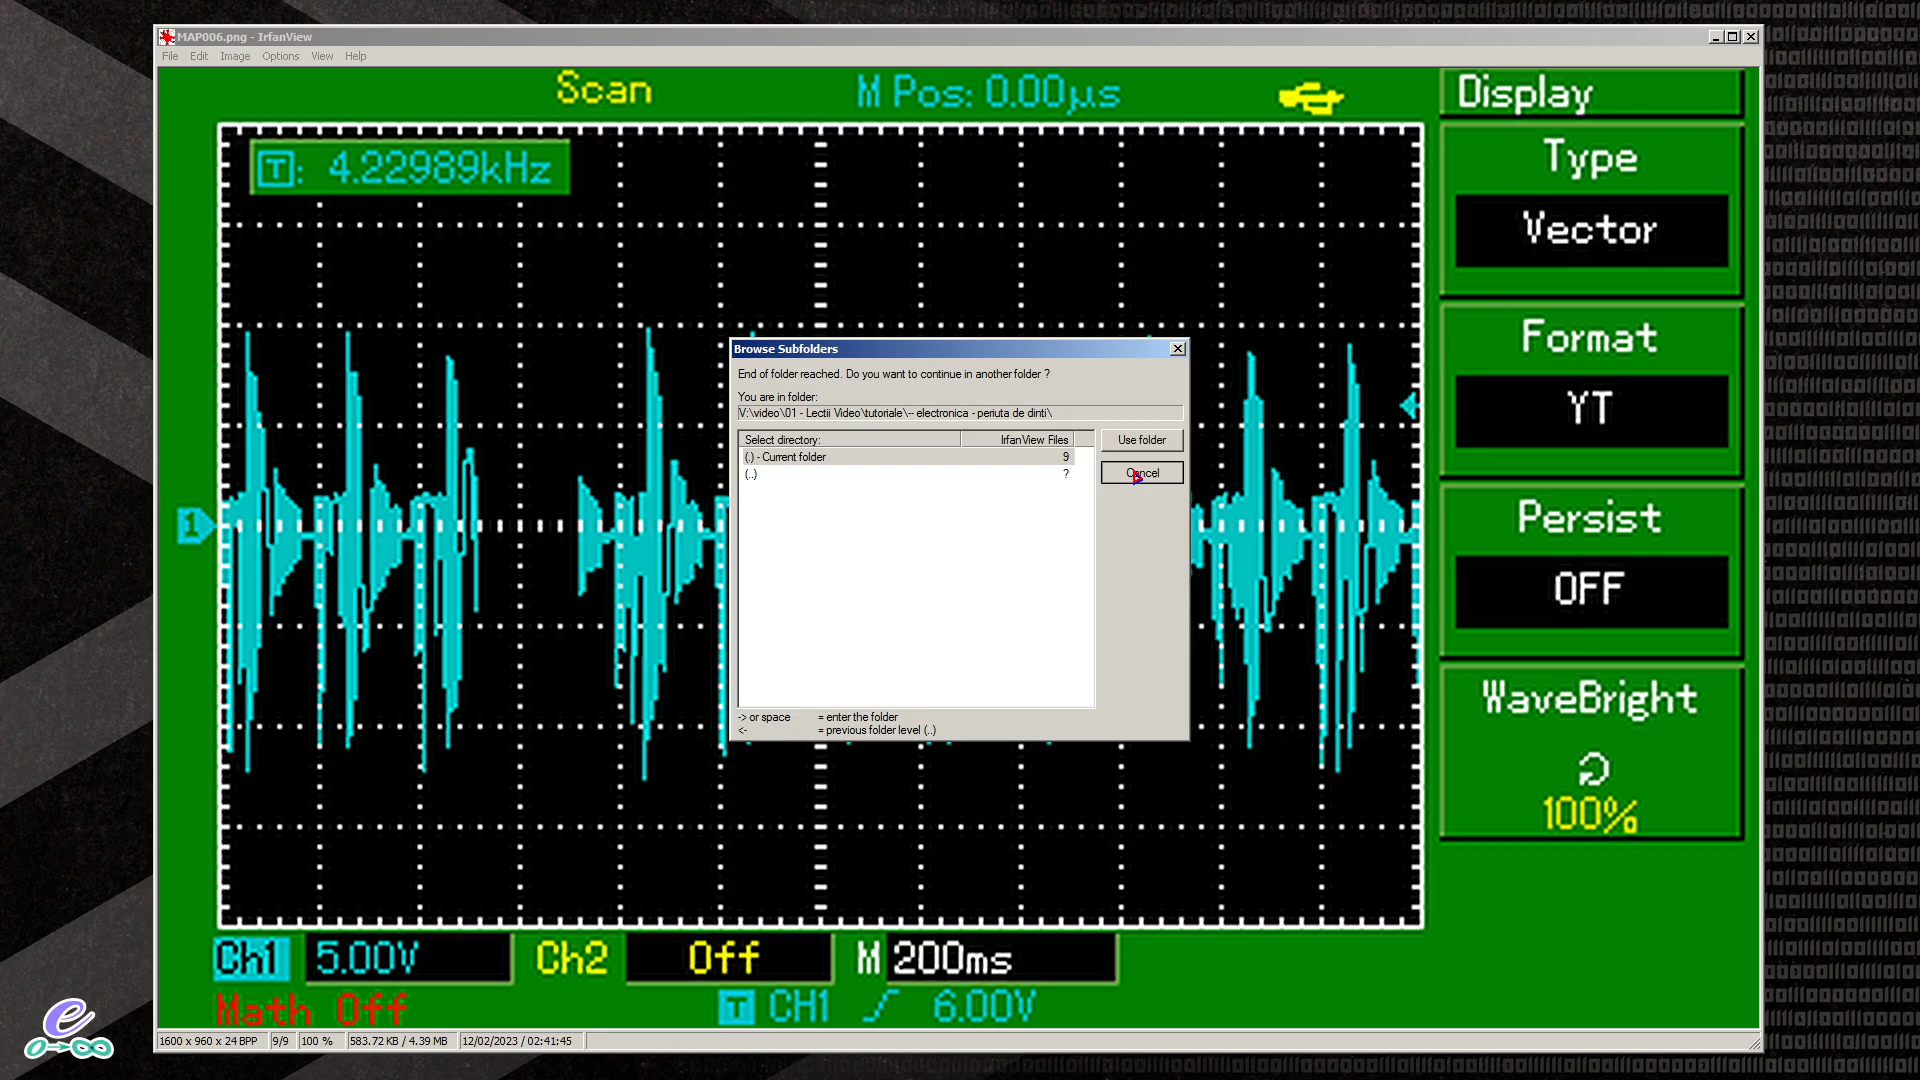 MAP006.png - IrfanView
File Edit Image Options View Help
Scan M Pos: 0.00µs Display
T: 4.22989kHz
Type
Vector
Format
YT
Persist
OFF
WaveBright
100%
1
Browse Subfolders
End of folder reached. Do you want to continue in another folder ?
You are in folder:
V:\video\01 - Lectii Video\tutoriale\-- electronica - periuta de dinti\
Select directory: IrfanView Files Use folder
(.) - Current folder 9
(..) ? Cancel
-> or space = enter the folder
<- = previous folder level (..)
Ch1 5.00V Ch2 Off M 200ms
Math Off T CH1 6.00V
1600 x 960 x 24 BPP 9/9 100 % 583.72 KB / 4.39 MB 12/02/2023 / 02:41:45
e